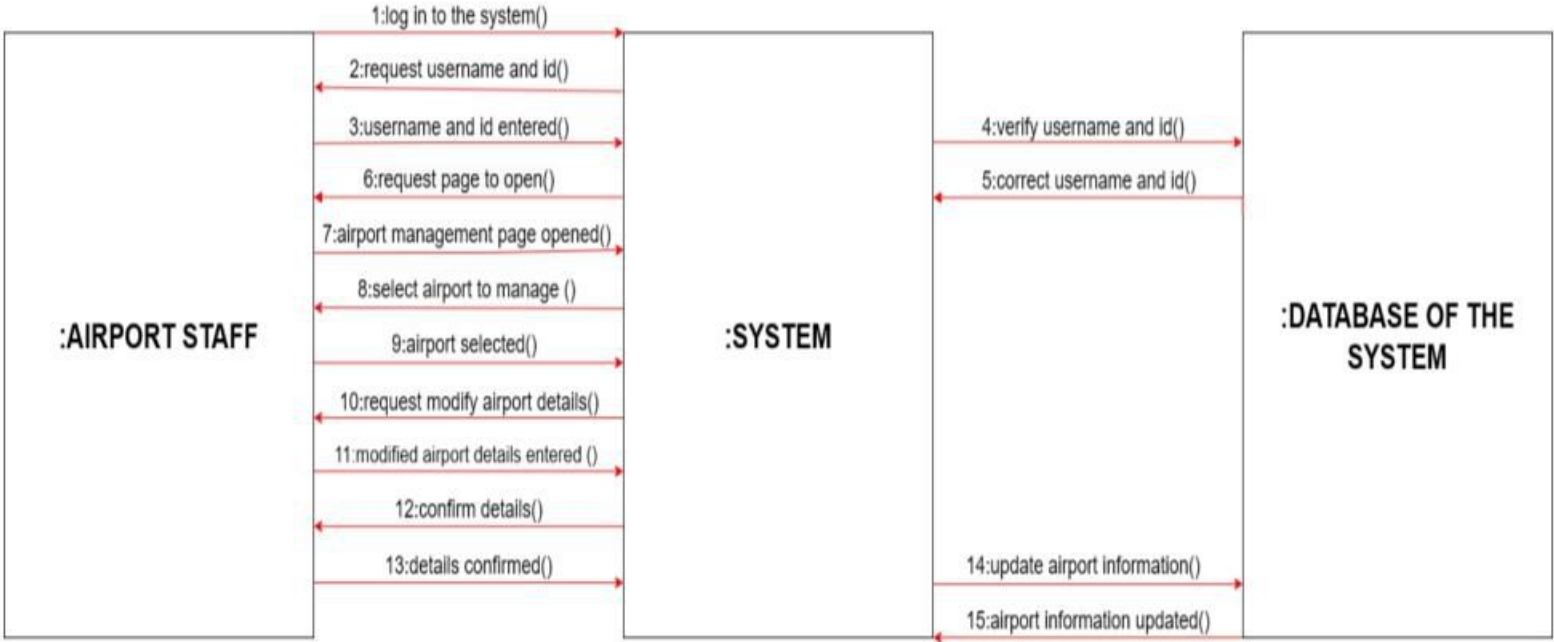 1:log in to the system()
2:request username and id()
3:username and id entered()
4:verify username and id()
6:request page to open()
5:correct username and id()
7:airport management page opened()
8:select airport to manage ()
:AIRPORT STAFF
9:airport selected()
:SYSTEM
:DATABASE OF THE
SYSTEM
10:request modify airport details()
11:modified airport details entered ()
12:confirm details()
13:details confirmed()
14:update airport information()
15:airport information updated()